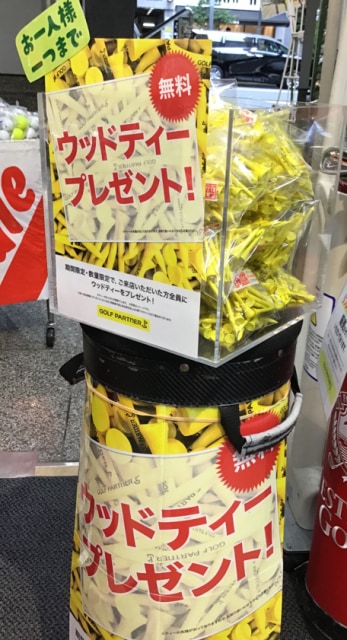 お一人様
一つまで
無料
ウッドティー
プレゼント!
期間限定・数量限定で、ご来店いただいた方全員に
ウッドティーをプレゼント!
GOLF PARTNER
無料
ウッドティー
プレゼント!